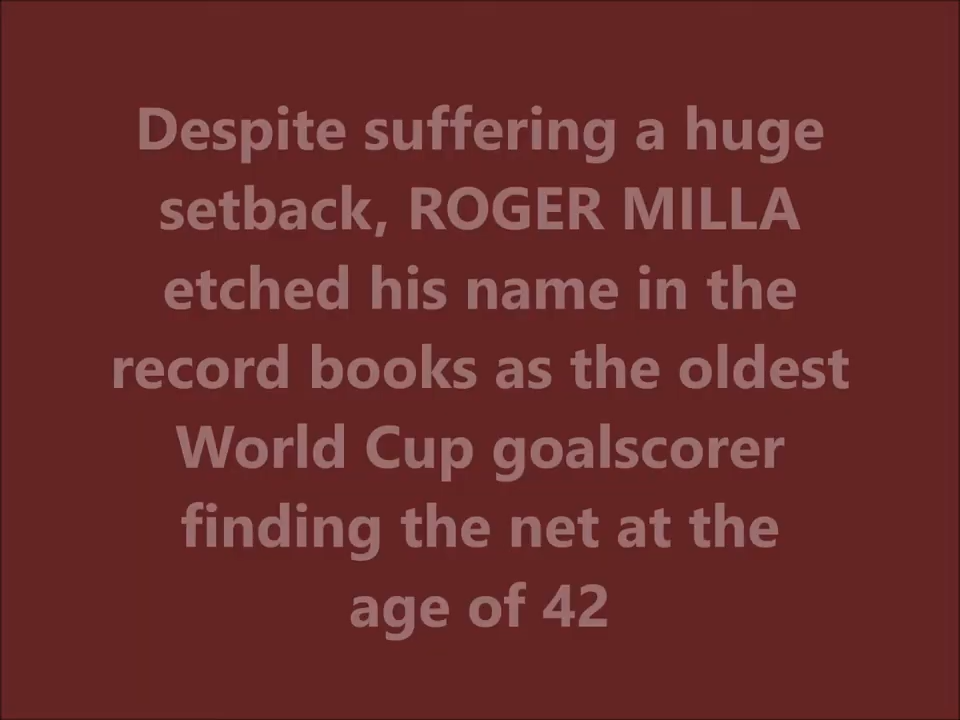 Despite suffering a huge
setback, ROGER MILLA
etched his name in the
record books as the oldest
World Cup goalscorer
finding the net at the
age of 42